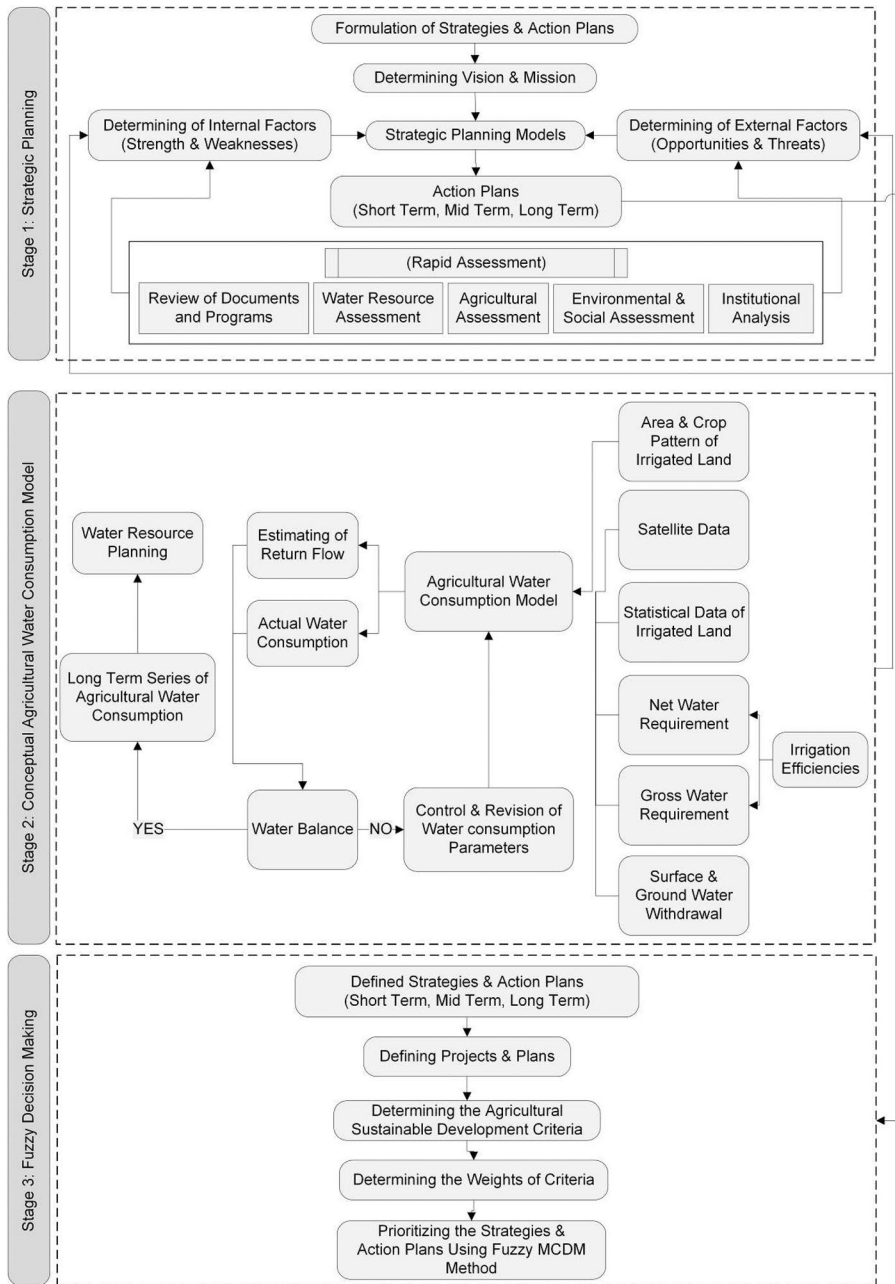 Stage 1: Strategic Planning
Formulation of Strategies & Action Plans
Determining Vision & Mission
Determining of Internal Factors
(Strength & Weaknesses)
Strategic Planning Models
Determining of External Factors
(Opportunities & Threats)
Action Plans
(Short Term, Mid Term, Long Term)
(Rapid Assessment)
Review of Documents
and Programs
Water Resource
Assessment
Agricultural
Assessment
Environmental &
Social Assessment
Institutional
Analysis
Stage 2: Conceptual Agricultural Water Consumption Model
Area & Crop
Pattern of
Irrigated Land
Water Resource
Planning
Estimating of
Return Flow
Satellite Data
Agricultural Water
Consumption Model
Actual Water
Consumption
Statistical Data of
Irrigated Land
Long Term Series of
Agricultural Water
Consumption
Net Water
Requirement
Irrigation
Efficiencies
Gross Water
Requirement
YES
Water Balance
NO
Control & Revision of
Water consumption
Parameters
Surface &
Ground Water
Withdrawal
Stage 3: Fuzzy Decision Making
Defined Strategies & Action Plans
(Short Term, Mid Term, Long Term)
Defining Projects & Plans
Determining the Agricultural
Sustainable Development Criteria
Determining the Weights of Criteria
Prioritizing the Strategies &
Action Plans Using Fuzzy MCDM
Method